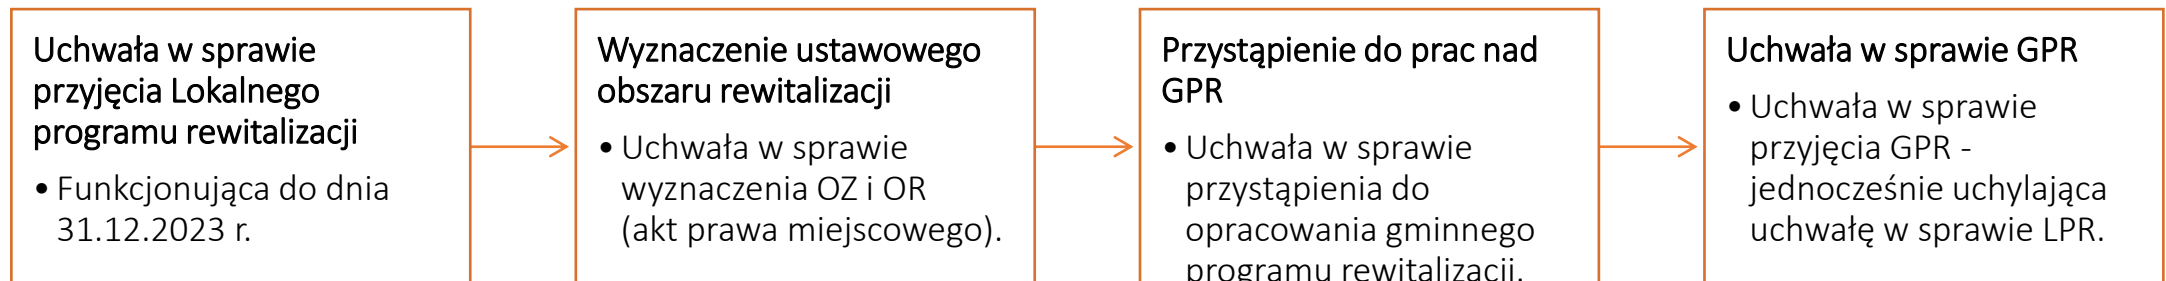 Uchwała w sprawie
przyjęcia Lokalnego
programu rewitalizacji
• Funkcjonująca do dnia
31.12.2023 r.
Wyznaczenie ustawowego
obszaru rewitalizacji
• Uchwała w sprawie
wyznaczenia OZ i OR
(akt prawa miejscowego).
Przystąpienie do prac nad
GPR
• Uchwała w sprawie
przystąpienia do
opracowania gminnego
programu rewitalizacji.
Uchwała w sprawie GPR
• Uchwała w sprawie
przyjęcia GPR -
jednocześnie uchylająca
uchwałę w sprawie LPR.